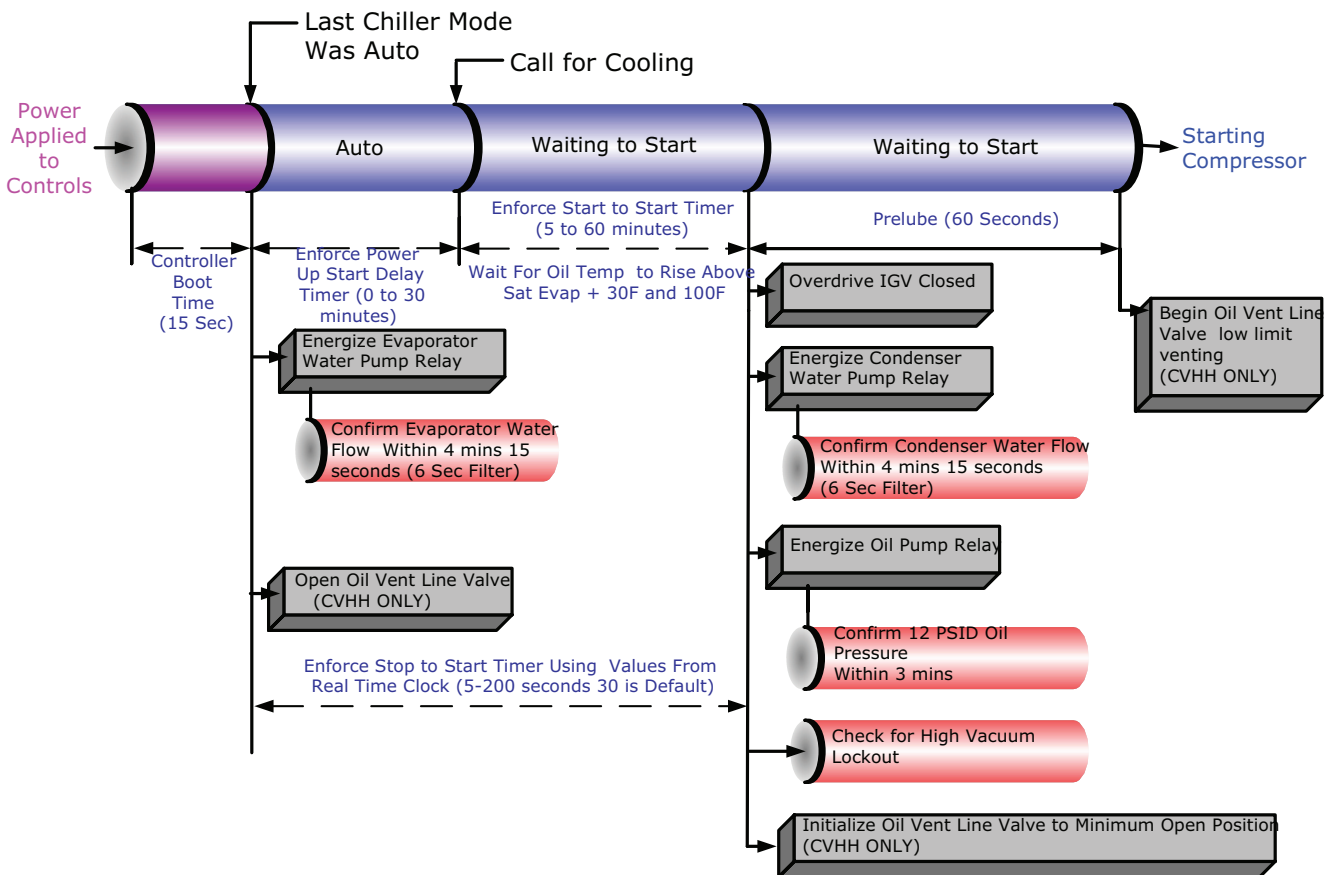 Last Chiller Mode
Was Auto
Call for Cooling
Power
Applied
to
Controls
Auto
Waiting to Start
Waiting to Start
Starting
Compressor
Controller
Boot
Time
(15 Sec)
Enforce Power
Up Start Delay
Timer (0 to 30
minutes)
Enforce Start to Start Timer
(5 to 60 minutes)
Wait For Oil Temp to Rise Above
Sat Evap + 30F and 100F
Prelube (60 Seconds)
Energize Evaporator
Water Pump Relay
Confirm Evaporator Water
Flow Within 4 mins 15
seconds (6 Sec Filter)
Open Oil Vent Line Valve
(CVHH ONLY)
Enforce Stop to Start Timer Using Values From
Real Time Clock (5-200 seconds 30 is Default)
Overdrive IGV Closed
Energize Condenser
Water Pump Relay
Confirm Condenser Water Flow
Within 4 mins 15 seconds
(6 Sec Filter)
Energize Oil Pump Relay
Confirm 12 PSID Oil
Pressure
Within 3 mins
Check for High Vacuum
Lockout
Initialize Oil Vent Line Valve to Minimum Open Position
(CVHH ONLY)
Begin Oil Vent Line
Valve low limit
venting
(CVHH ONLY)